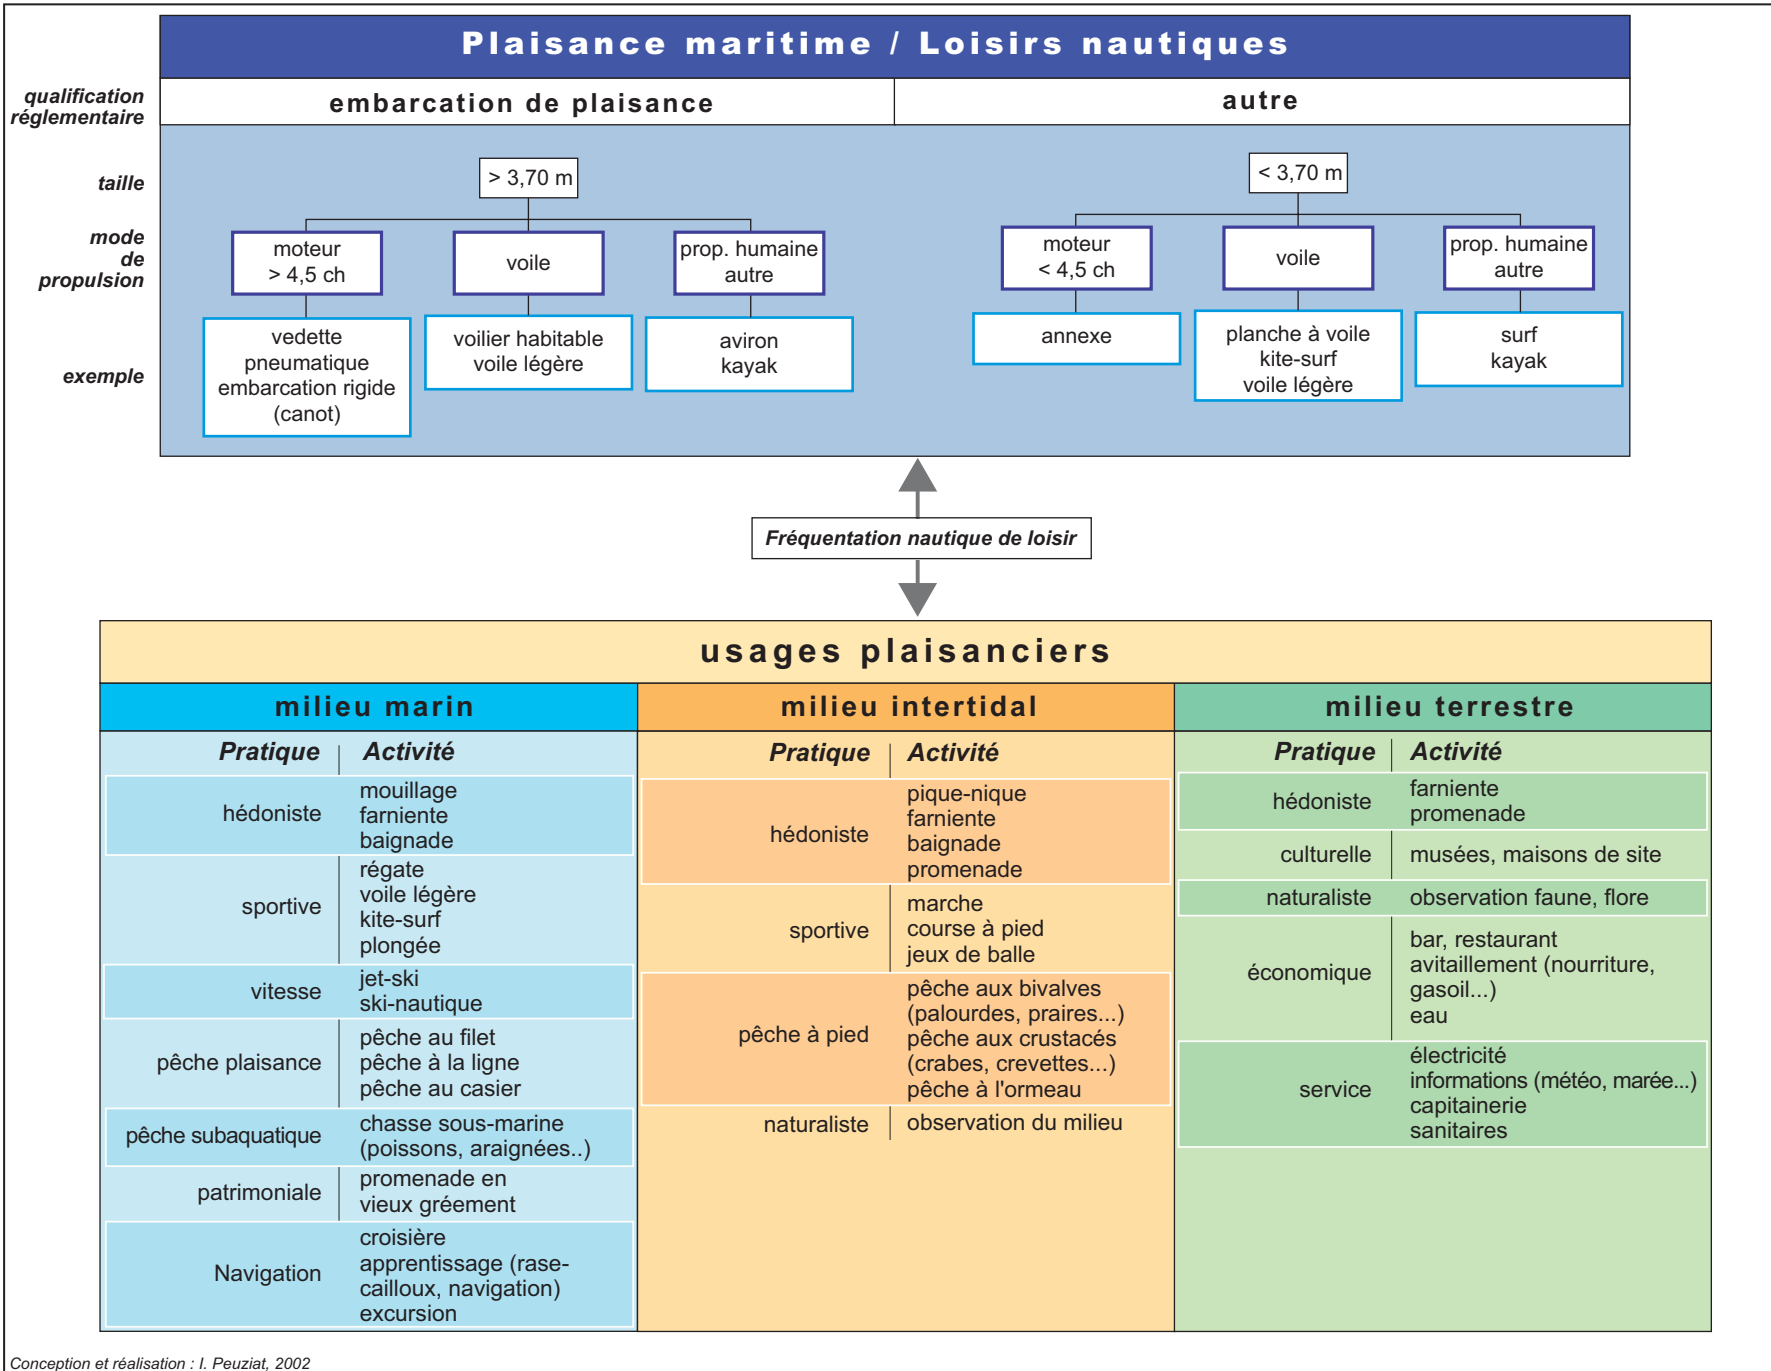 Plaisance maritime / Loisirs nautiques
qualification
réglementaire
embarcation de plaisance
autre
taille
> 3,70 m
< 3,70 m
mode
de
propulsion
moteur
> 4,5 ch
voile
prop. humaine
autre
moteur
< 4,5 ch
voile
prop. humaine
autre
exemple
vedette
pneumatique
embarcation rigide
(canot)
voilier habitable
voile légère
aviron
kayak
annexe
planche à voile
kite-surf
voile légère
surf
kayak
Fréquentation nautique de loisir
usages plaisanciers
milieu marin
Pratique
Activité
hédoniste
mouillage
farniente
baignade
sportive
régate
voile légère
kite-surf
plongée
vitesse
jet-ski
ski-nautique
pêche plaisance
pêche au filet
pêche à la ligne
pêche au casier
pêche subaquatique
chasse sous-marine
(poissons, araignées..)
patrimoniale
promenade en
vieux gréement
Navigation
croisière
apprentissage (rase-
cailloux, navigation)
excursion
milieu intertidal
Pratique
Activité
hédoniste
pique-nique
farniente
baignade
promenade
sportive
marche
course à pied
jeux de balle
pêche à pied
pêche aux bivalves
(palourdes, praires...)
pêche aux crustacés
(crabes, crevettes...)
pêche à l'ormeau
naturaliste
observation du milieu
milieu terrestre
Pratique
Activité
hédoniste
farniente
promenade
culturelle
musées, maisons de site
naturaliste
observation faune, flore
économique
bar, restaurant
avitaillement (nourriture,
gasoil...)
eau
service
électricité
informations (météo, marée...)
capitainerie
sanitaires
Conception et réalisation : I. Peuziat, 2002